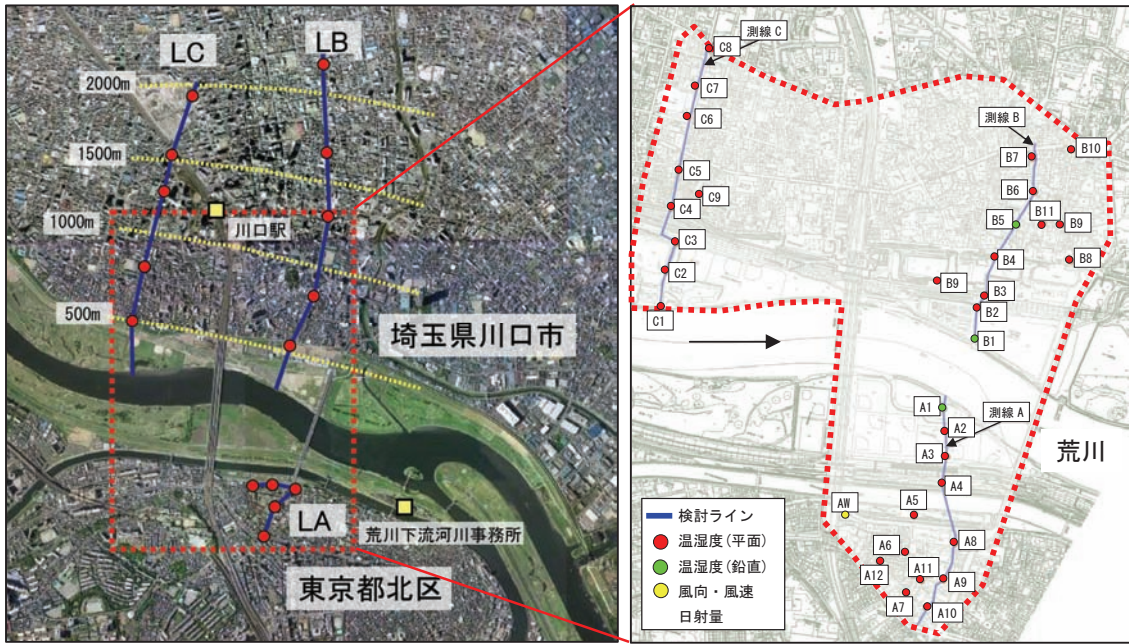 LC
LB
2000m
1500m
1000m
500m
川口駅
埼玉県川口市
荒川下流河川事務所
LA
東京都北区
C8
測線 C
C7
C6
C5
C9
C4
C3
C2
C1
測線 B
B7
B10
B6
B5
B11
B9
B4
B8
B9
B3
B2
B1
A1
A2
測線 A
A3
A4
荒川
AW
A5
A8
A6
A12
A11
A9
A7
A10
検討ライン
温湿度(平面)
温湿度(鉛直)
風向・風速
日射量